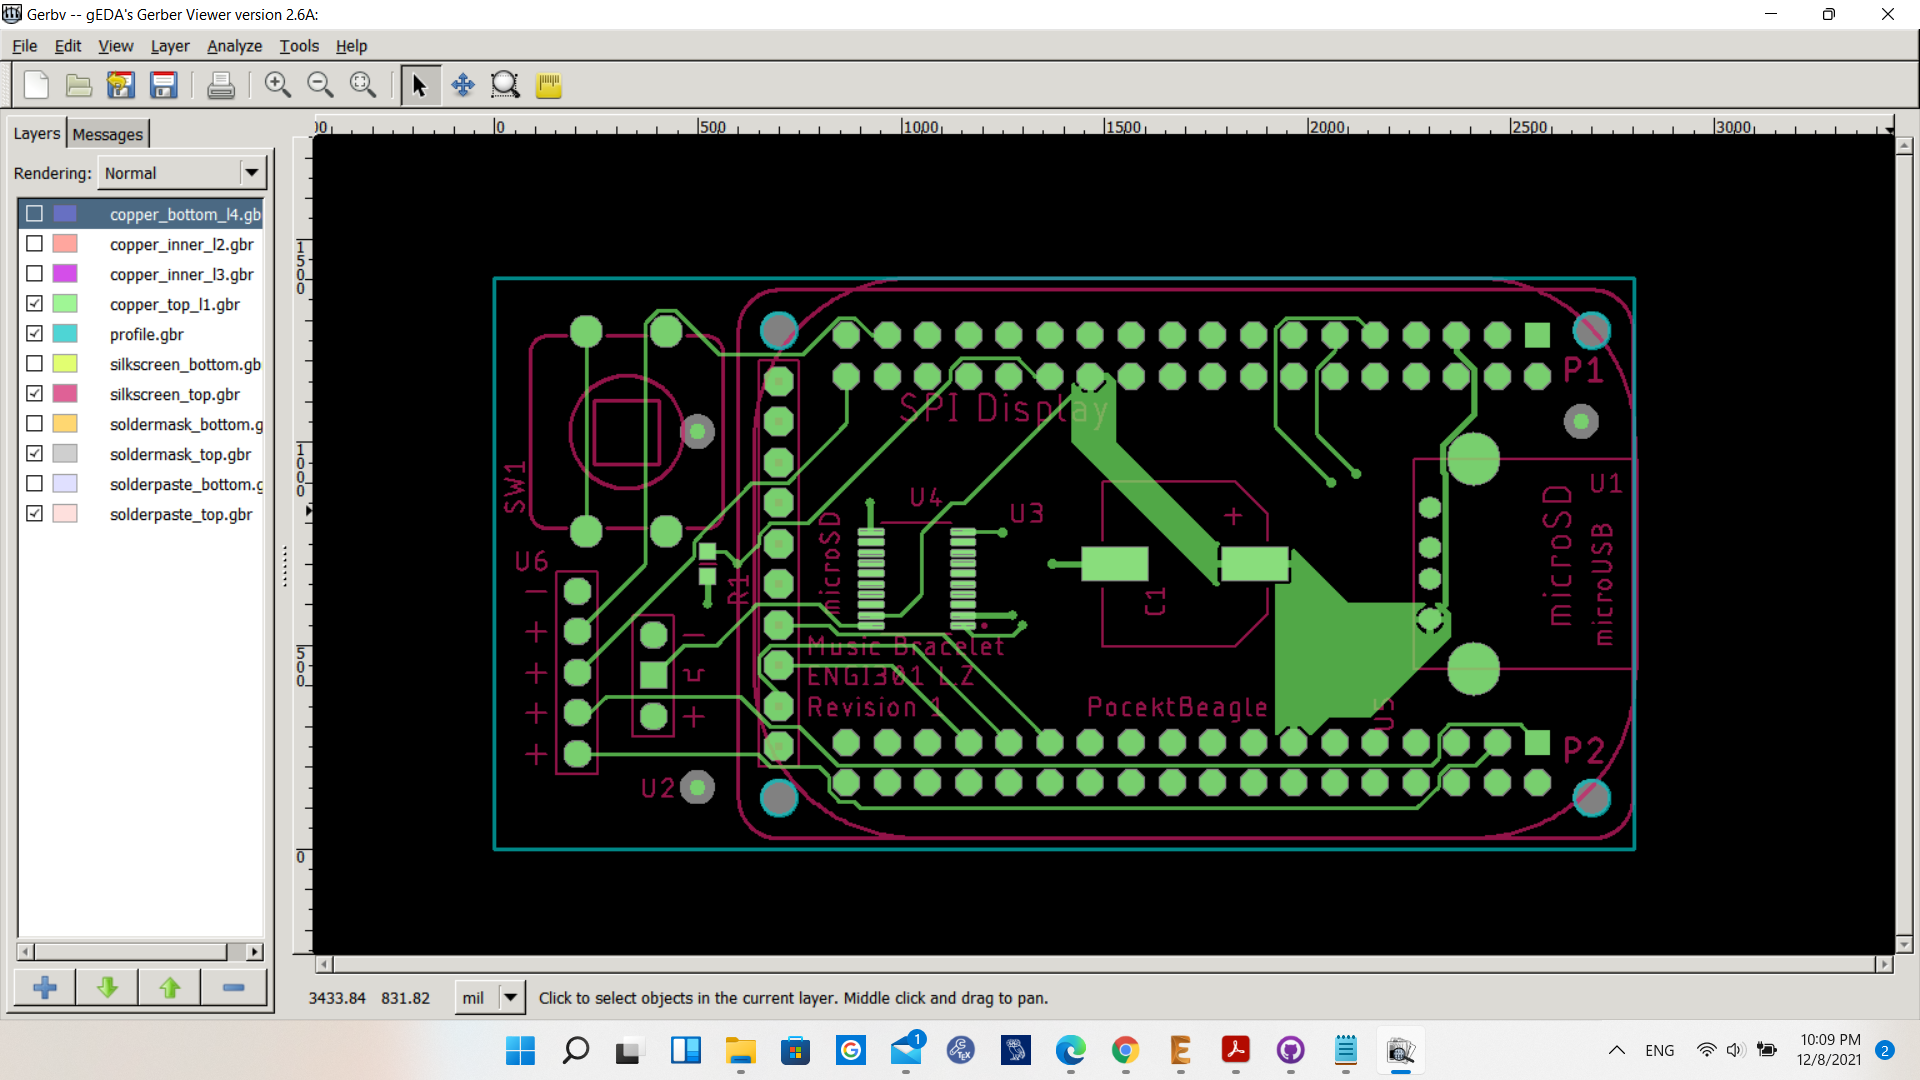 Gerbv -- gEDA's Gerber Viewer version 2.6A:
File Edit View Layer Analyze Tools Help
Layers Messages
Rendering: Normal
copper_bottom_l4.gb
copper_inner_l2.gbr
copper_inner_l3.gbr
copper_top_l1.gbr
profile.gbr
silkscreen_bottom.gb
silkscreen_top.gbr
soldermask_bottom.g
soldermask_top.gbr
solderpaste_bottom.g
solderpaste_top.gbr
00 0 500 1000 1500 2000 2500 3000
1500
1000
500
0
P1
SPI Display
SW1
U4
U3
U1
microSD
microUSB
microSD
+
U6
R1
C1
-
+
+
+
+
-
+
Music Bracelet
ENGI301 LZ
Revision 1
PocektBeagle
U5
P2
U2
3433.84 831.82 mil Click to select objects in the current layer. Middle click and drag to pan.
1
TEX
ENG
10:09 PM
12/8/2021
2